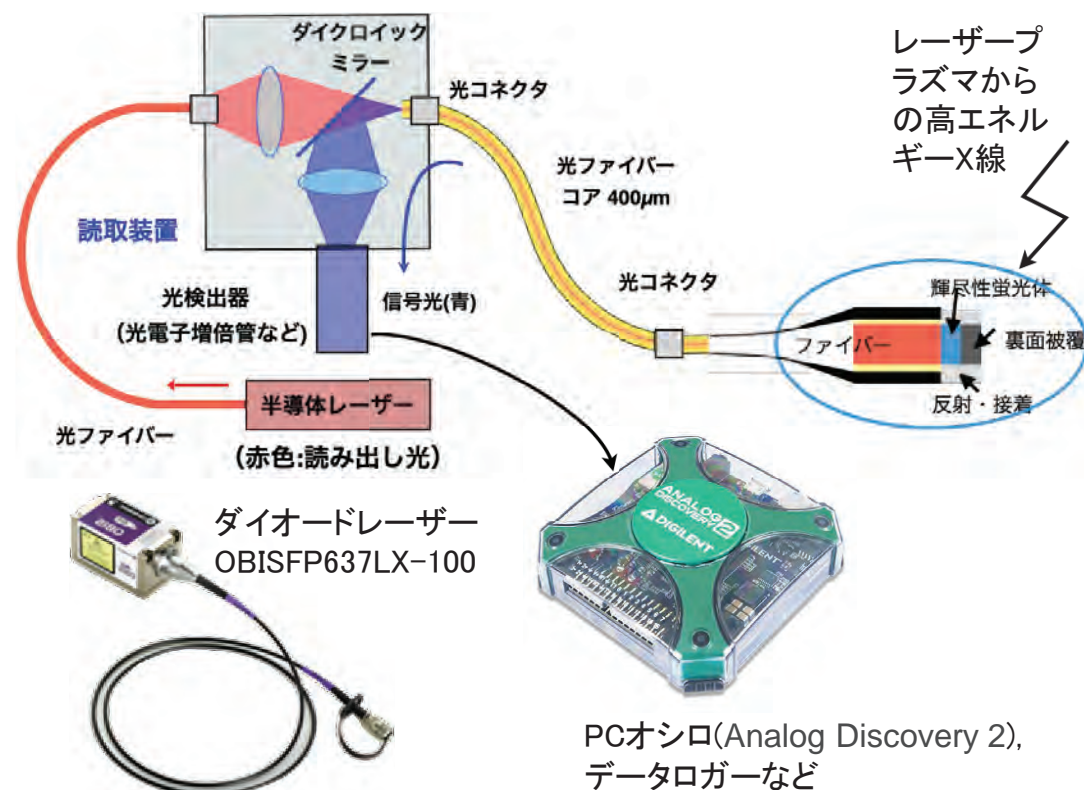 ダイクロイック
ミラー
光コネクタ
レーザープ
ラズマから
の高エネル
ギーX線
光ファイバー
コア 400μm
読取装置
光検出器
(光電子増倍管など)
信号光(青)
光コネクタ
輝尽性蛍光体
ファイバー
裏面被覆
反射・接着
半導体レーザー
(赤色:読み出し光)
光ファイバー
ダイオードレーザー
OBISFP637LX-100
OBIS
ANALOG
DISCOVERY 2
DIGILENT
PCオシロ(Analog Discovery 2),
データロガーなど